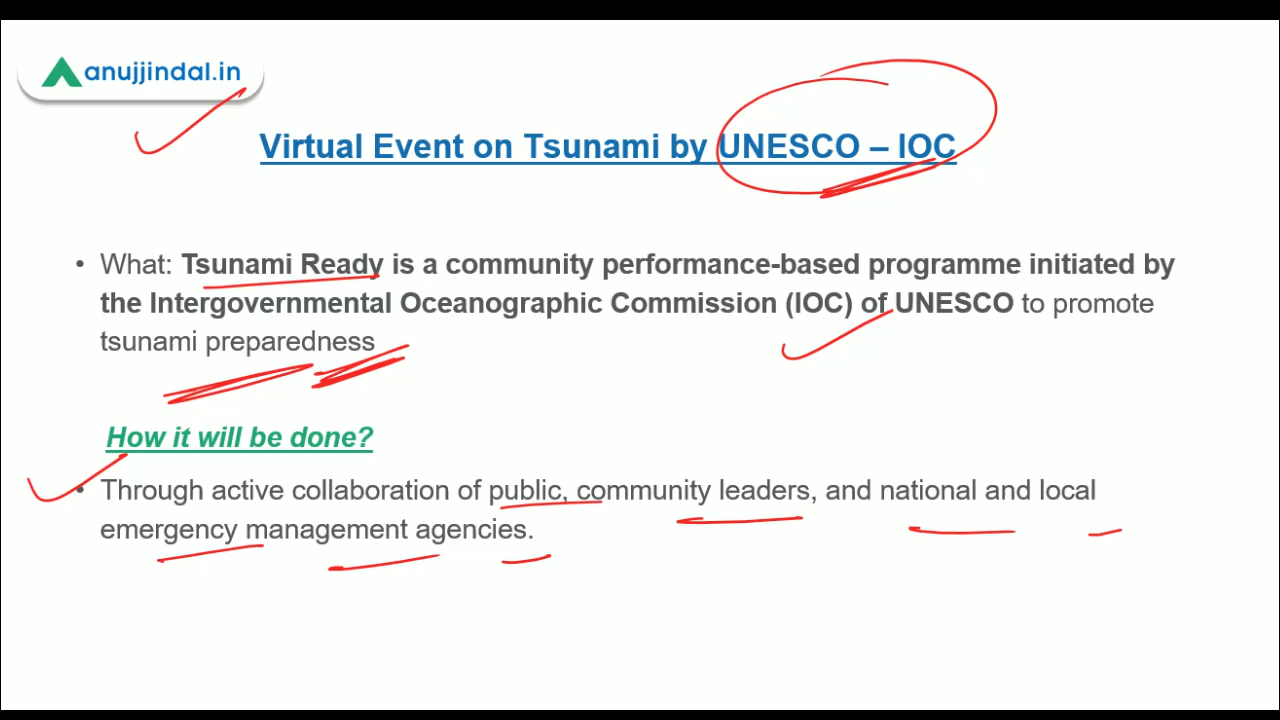 anujjindal.in
Virtual Event on Tsunami by UNESCO – IOC
• What: Tsunami Ready is a community performance-based programme initiated by
the Intergovernmental Oceanographic Commission (IOC) of UNESCO to promote
tsunami preparedness
How it will be done?
• Through active collaboration of public, community leaders, and national and local
emergency management agencies.